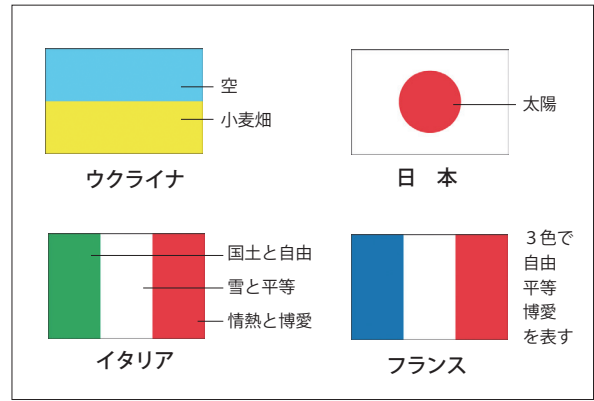 空
小麦畑
ウクライナ
太陽
日　本
国土と自由
雪と平等
情熱と博愛
イタリア
３色で
自由
平等
博愛
を表す
フランス